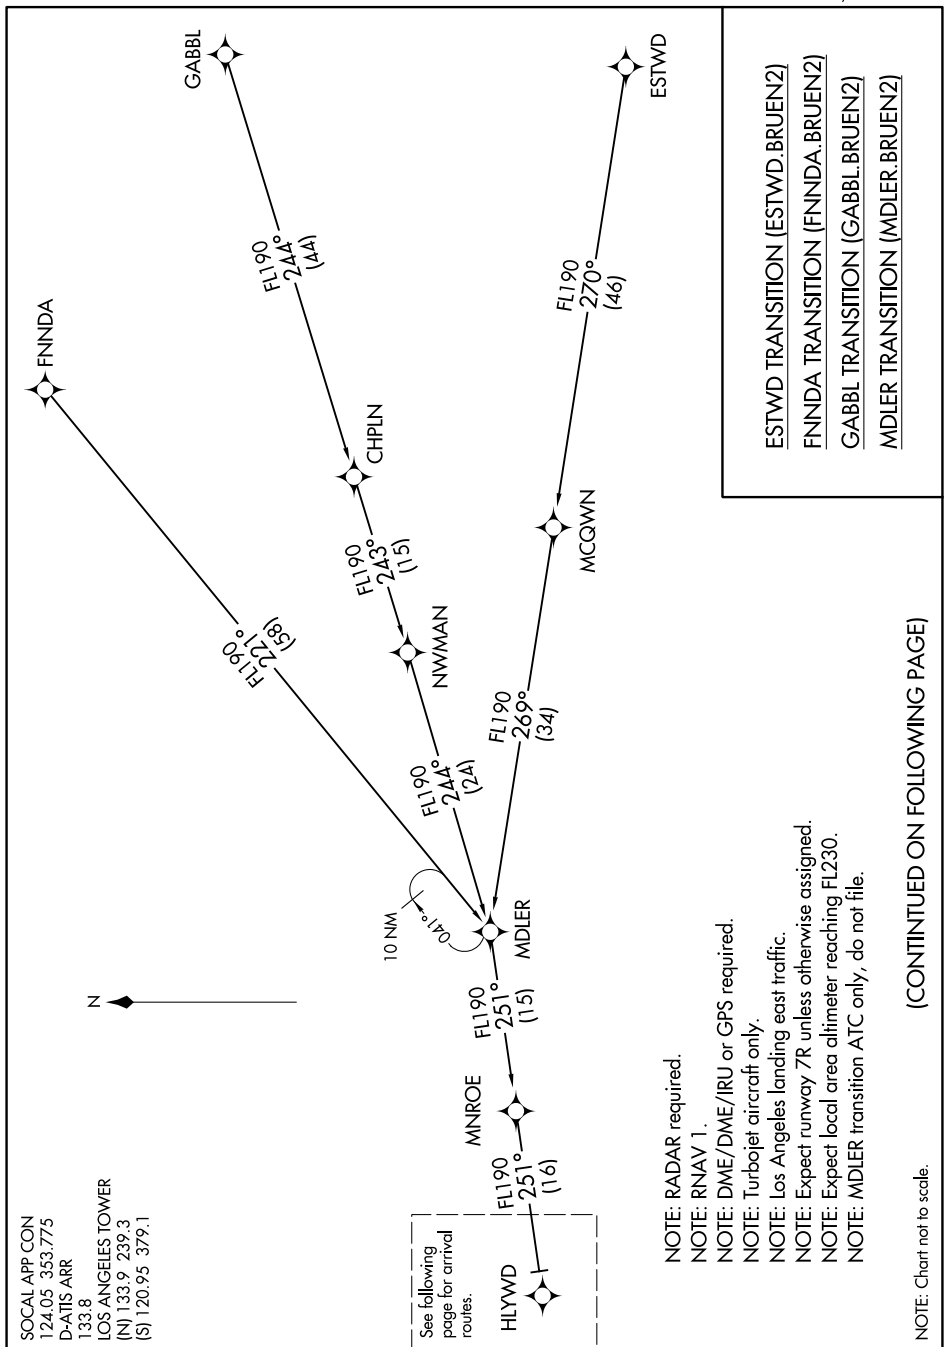 SOCAL APP CON
124.05 353.775
D-ATIS ARR
133.8
LOS ANGELES TOWER
(N) 133.9 239.3
(S) 120.95 379.1
N
FNNDA
GABBL
ESTWD
FL190
221°
(58)
FL190
244°
(44)
CHPLN
FL190
243°
(15)
NWMAN
FL190
244°
(24)
FL190
270°
(46)
MCQWN
FL190
269°
(34)
10 NM
041°
MDLER
FL190
251°
(15)
MNROE
FL190
251°
(16)
See following
page for arrival
routes.
HLYWD
NOTE: RADAR required.
NOTE: RNAV 1.
NOTE: DME/DME/IRU or GPS required.
NOTE: Turbojet aircraft only.
NOTE: Los Angeles landing east traffic.
NOTE: Expect runway 7R unless otherwise assigned.
NOTE: Expect local area altimeter reaching FL230.
NOTE: MDLER transition ATC only, do not file.
ESTWD TRANSITION (ESTWD.BRUEN2)
FNNDA TRANSITION (FNNDA.BRUEN2)
GABBL TRANSITION (GABBL.BRUEN2)
MDLER TRANSITION (MDLER.BRUEN2)
(CONTINTUED ON FOLLOWING PAGE)
NOTE: Chart not to scale.